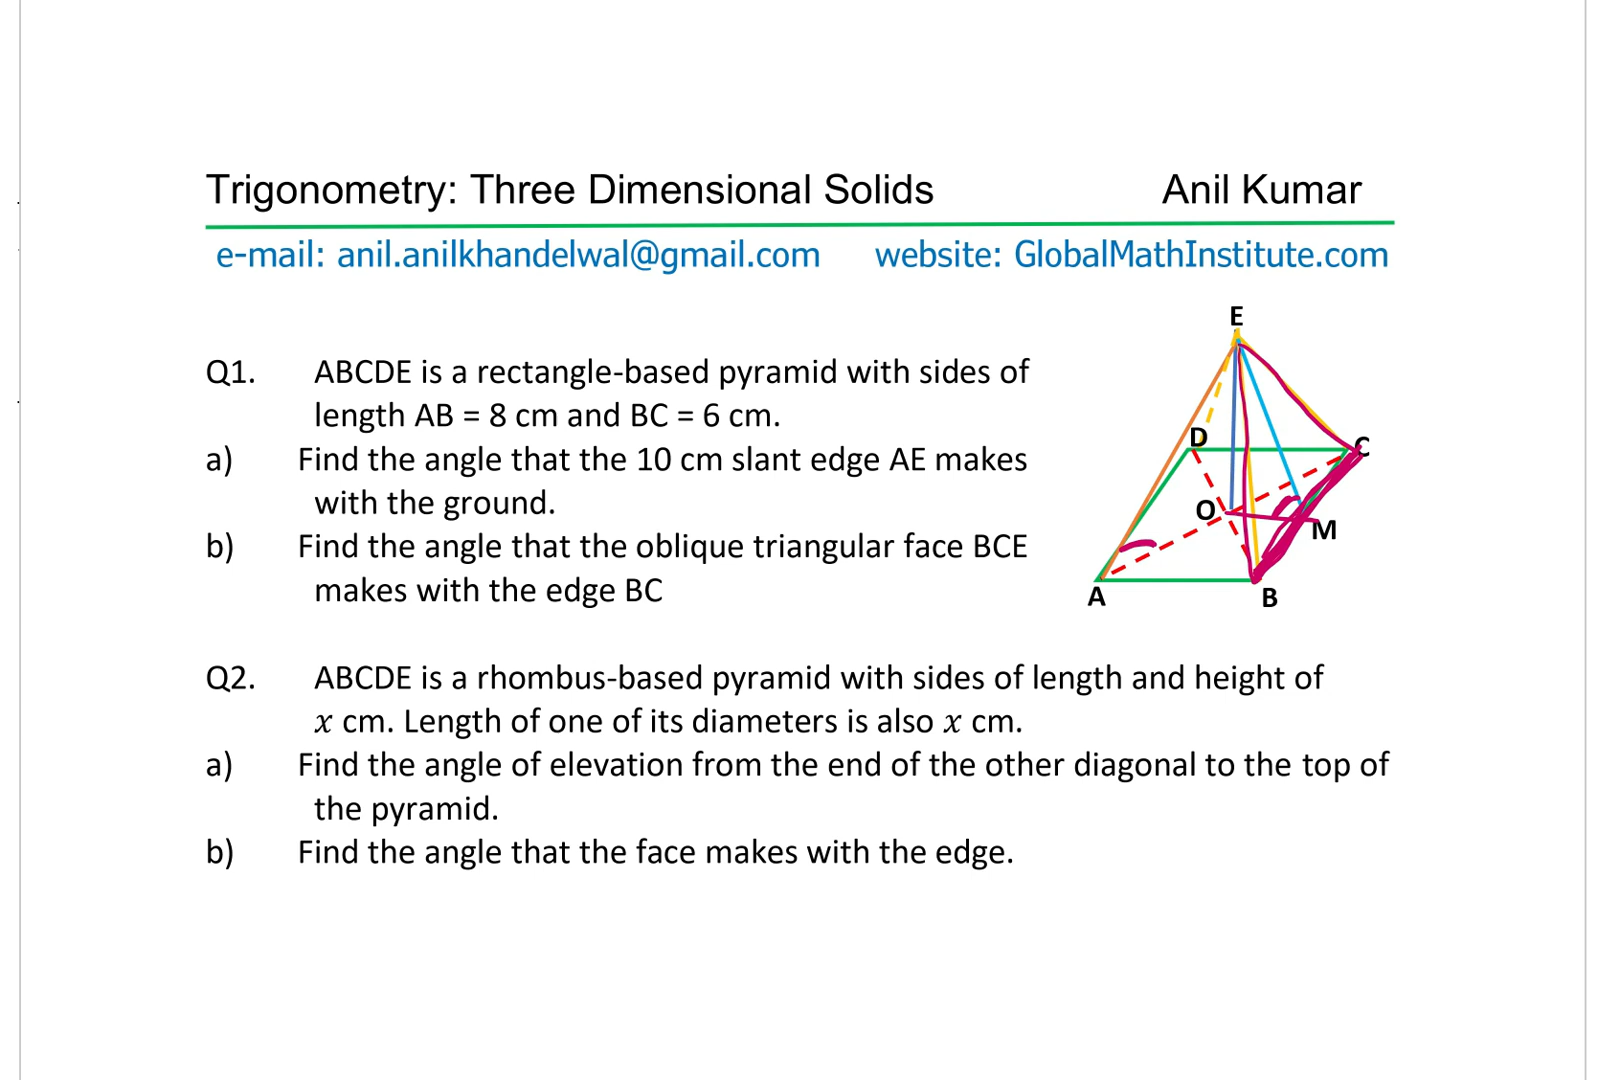 Trigonometry: Three Dimensional Solids Anil Kumar
e-mail: anil.anilkhandelwal@gmail.com website: GlobalMathInstitute.com
Q1. ABCDE is a rectangle-based pyramid with sides of
length AB = 8 cm and BC = 6 cm.
a) Find the angle that the 10 cm slant edge AE makes
with the ground.
b) Find the angle that the oblique triangular face BCE
makes with the edge BC
E
D
C
O
M
A
B
Q2. ABCDE is a rhombus-based pyramid with sides of length and height of
x cm. Length of one of its diameters is also x cm.
a) Find the angle of elevation from the end of the other diagonal to the top of
the pyramid.
b) Find the angle that the face makes with the edge.